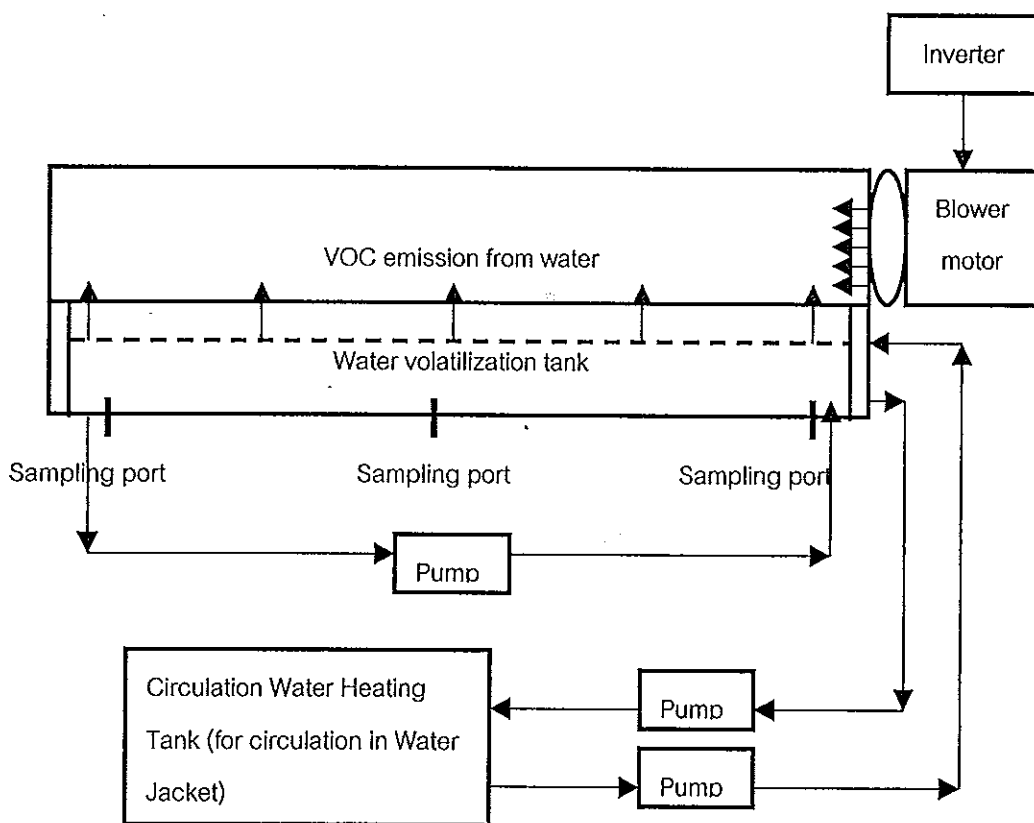 Inverter
Blower
motor
VOC emission from water
Water volatilization tank
Sampling port
Sampling port
Sampling port
Pump
Circulation Water Heating
Tank (for circulation in Water
Jacket)
Pump
Pump